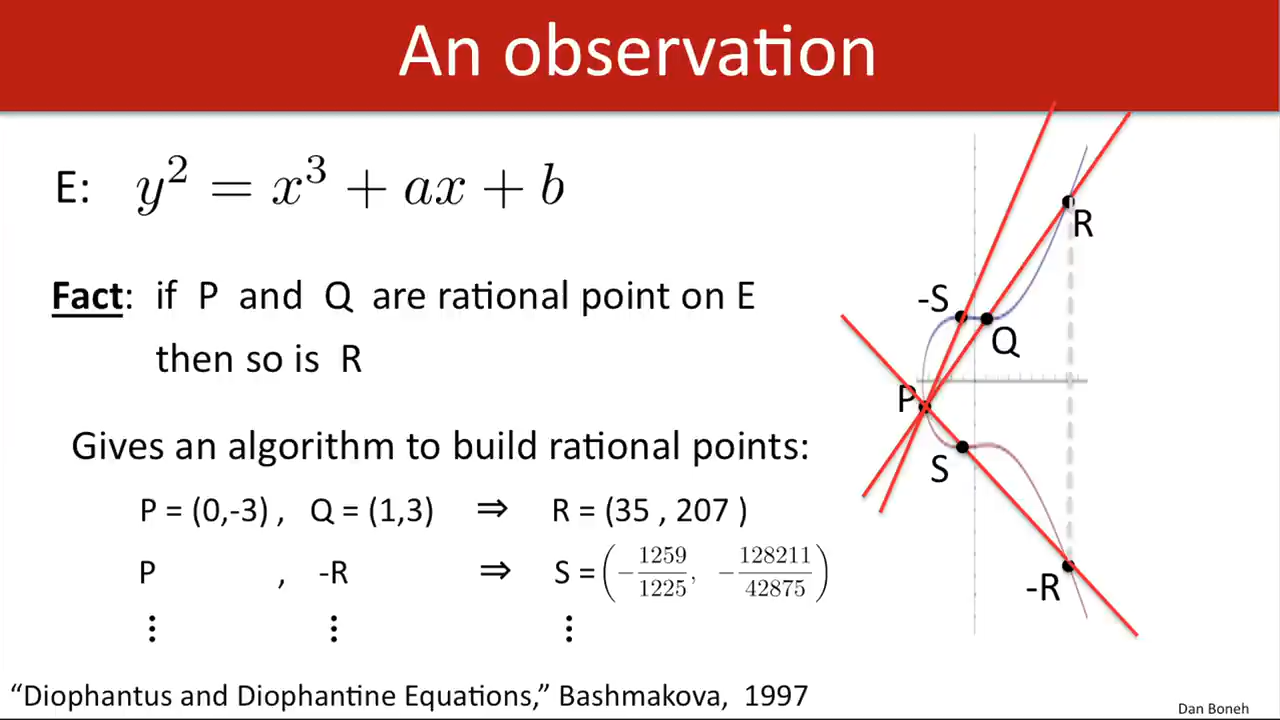 An observation
E: y² = x³ + ax + b
Fact: if P and Q are rational point on E
then so is R
Gives an algorithm to build rational points:
P = (0,-3) , Q = (1,3) ⇒ R = (35 , 207 )
P , -R ⇒ S = (-1259/1225, -128211/42875)
⋮ ⋮ ⋮
"Diophantus and Diophantine Equations," Bashmakova, 1997
R
-S
Q
P
S
-R
Dan Boneh